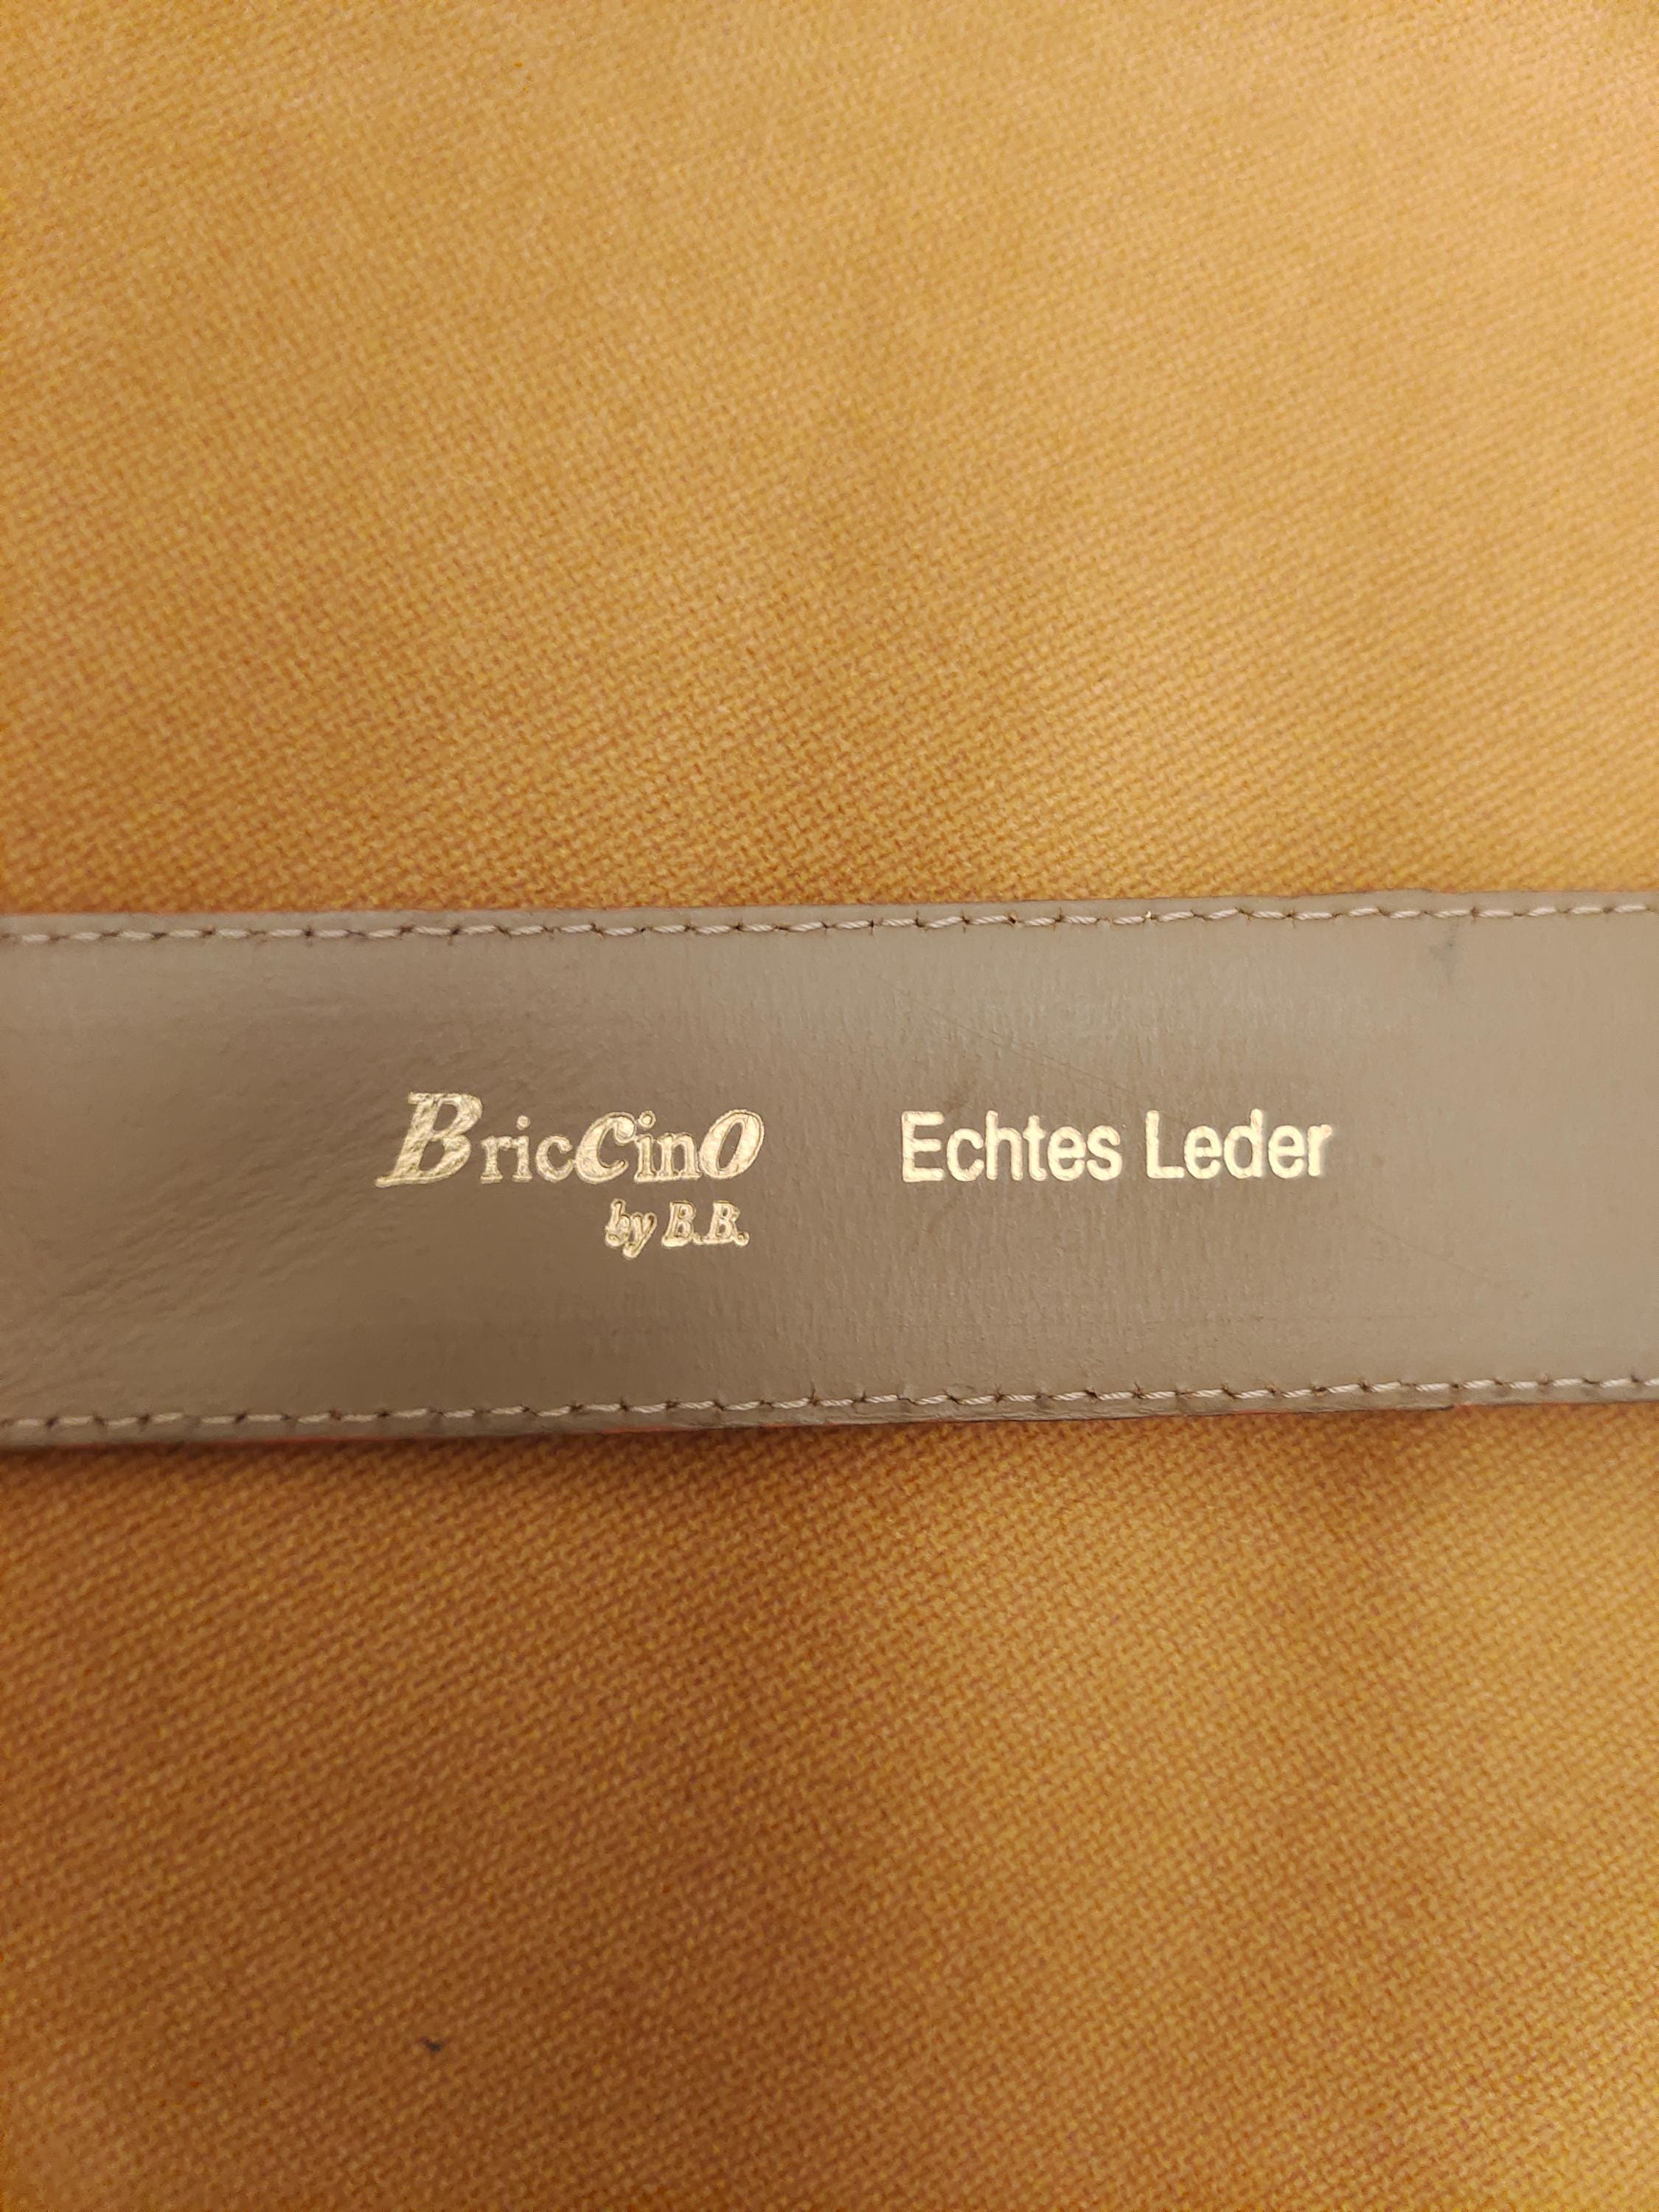 BricCinO Echtes Leder
by B.B.